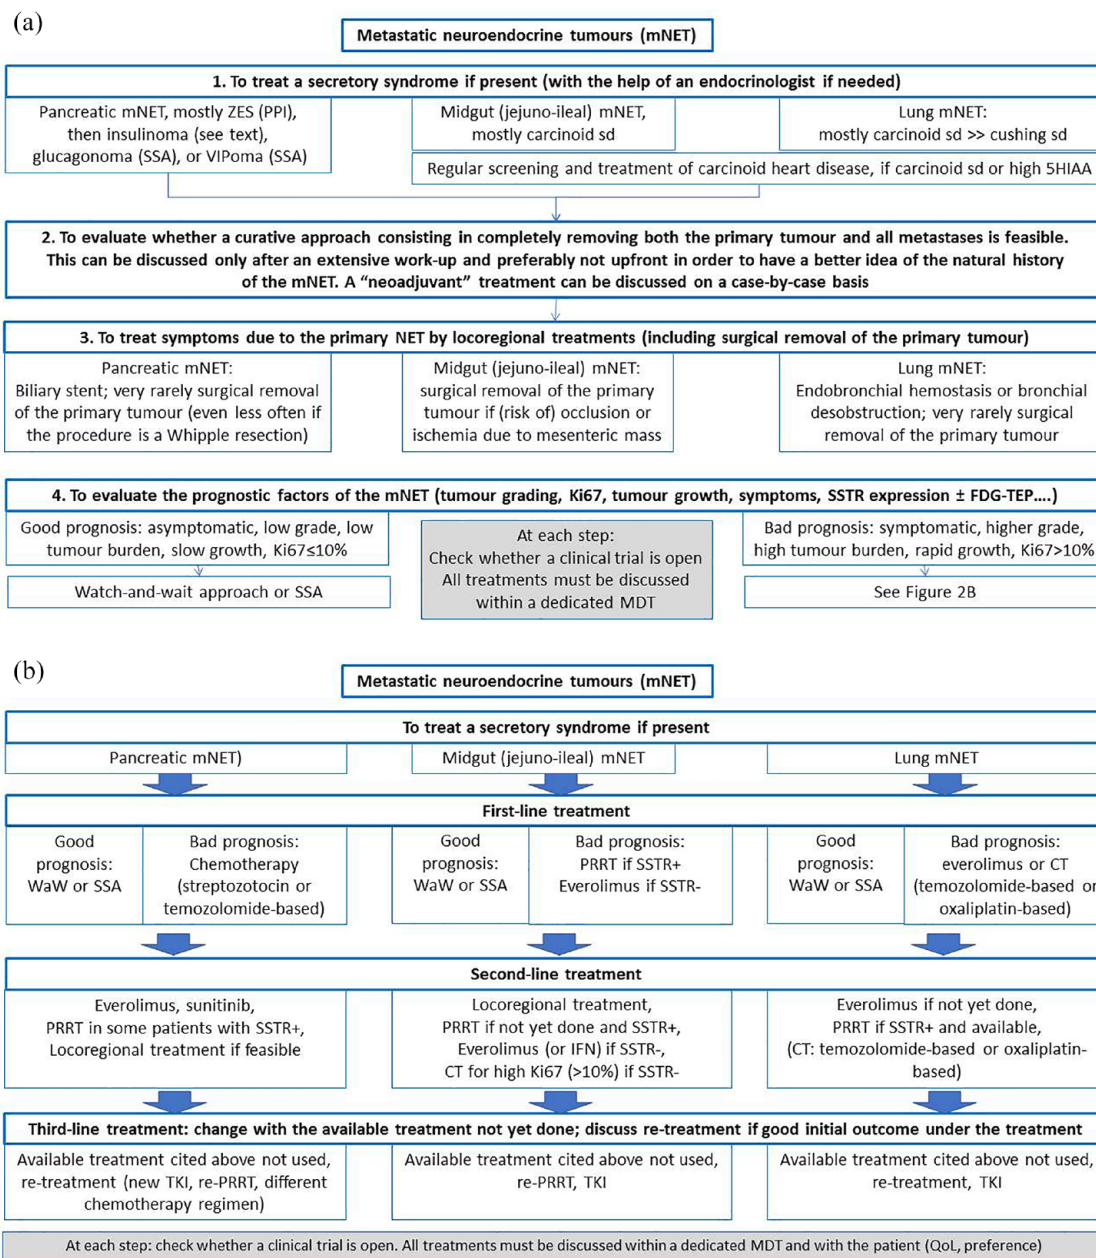 (a)
Metastatic neuroendocrine tumours (mNET)
1. To treat a secretory syndrome if present (with the help of an endocrinologist if needed)
Pancreatic mNET, mostly ZES (PPI),
then insulinoma (see text),
glucagonoma (SSA), or VIPoma (SSA)
Midgut (jejuno-ileal) mNET,
mostly carcinoid sd
Lung mNET:
mostly carcinoid sd >> cushing sd
Regular screening and treatment of carcinoid heart disease, if carcinoid sd or high 5HIAA
2. To evaluate whether a curative approach consisting in completely removing both the primary tumour and all metastases is feasible.
This can be discussed only after an extensive work-up and preferably not upfront in order to have a better idea of the natural history
of the mNET. A “neoadjuvant” treatment can be discussed on a case-by-case basis
3. To treat symptoms due to the primary NET by locoregional treatments (including surgical removal of the primary tumour)
Pancreatic mNET:
Biliary stent; very rarely surgical removal
of the primary tumour (even less often if
the procedure is a Whipple resection)
Midgut (jejuno-ileal) mNET:
surgical removal of the primary
tumour if (risk of) occlusion or
ischemia due to mesenteric mass
Lung mNET:
Endobronchial hemostasis or bronchial
desobstruction; very rarely surgical
removal of the primary tumour
4. To evaluate the prognostic factors of the mNET (tumour grading, Ki67, tumour growth, symptoms, SSTR expression ± FDG-TEP....)
Good prognosis: asymptomatic, low grade, low
tumour burden, slow growth, Ki67≤10%
Watch-and-wait approach or SSA
At each step:
Check whether a clinical trial is open
All treatments must be discussed
within a dedicated MDT
Bad prognosis: symptomatic, higher grade,
high tumour burden, rapid growth, Ki67>10%
See Figure 2B
(b)
Metastatic neuroendocrine tumours (mNET)
To treat a secretory syndrome if present
Pancreatic mNET)
Midgut (jejuno-ileal) mNET
Lung mNET
First-line treatment
Good
prognosis:
WaW or SSA
Bad prognosis:
Chemotherapy
(streptozotocin or
temozolomide-based)
Good
prognosis:
WaW or SSA
Bad prognosis:
PRRT if SSTR+
Everolimus if SSTR-
Good
prognosis:
WaW or SSA
Bad prognosis:
everolimus or CT
(temozolomide-based or
oxaliplatin-based)
Second-line treatment
Everolimus, sunitinib,
PRRT in some patients with SSTR+,
Locoregional treatment if feasible
Locoregional treatment,
PRRT if not yet done and SSTR+,
Everolimus (or IFN) if SSTR-,
CT for high Ki67 (>10%) if SSTR-
Everolimus if not yet done,
PRRT if SSTR+ and available,
(CT: temozolomide-based or oxaliplatin-
based)
Third-line treatment: change with the available treatment not yet done; discuss re-treatment if good initial outcome under the treatment
Available treatment cited above not used,
re-treatment (new TKI, re-PRRT, different
chemotherapy regimen)
Available treatment cited above not used,
re-PRRT, TKI
Available treatment cited above not used,
re-treatment, TKI
At each step: check whether a clinical trial is open. All treatments must be discussed within a dedicated MDT and with the patient (QoL, preference)